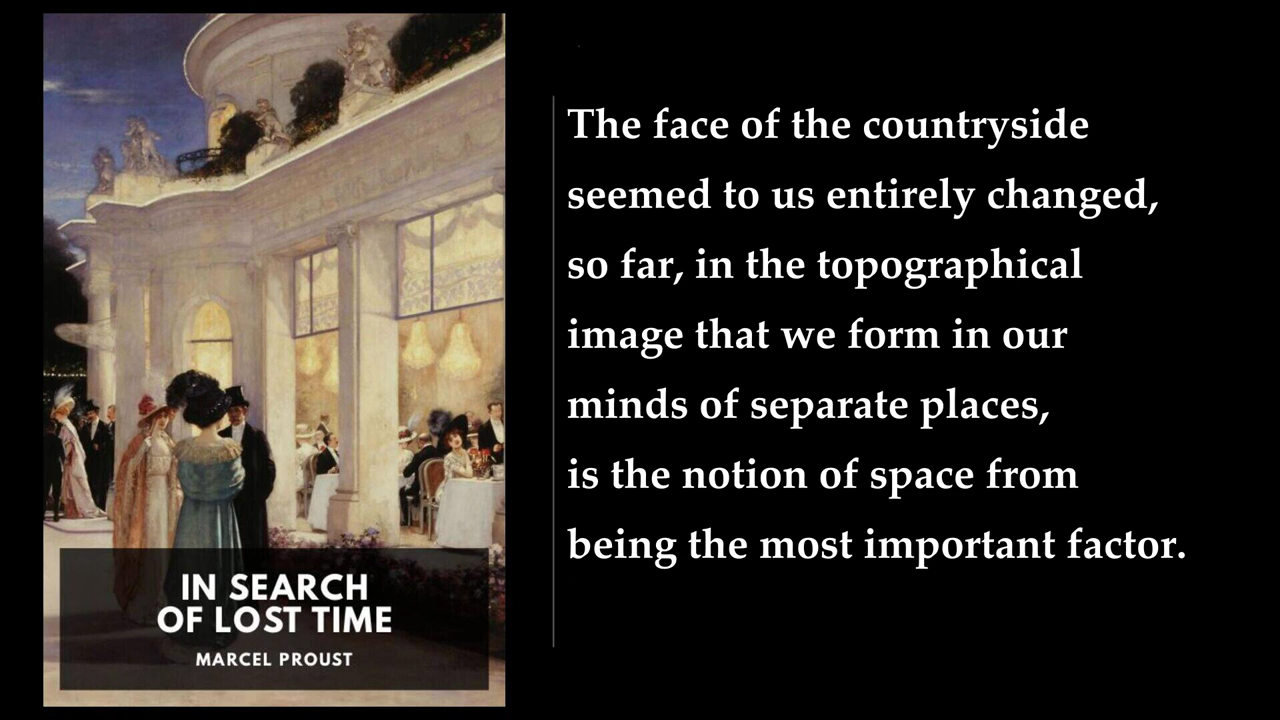 The face of the countryside
seemed to us entirely changed,
so far, in the topographical
image that we form in our
minds of separate places,
is the notion of space from
being the most important factor.
IN SEARCH
OF LOST TIME
MARCEL PROUST